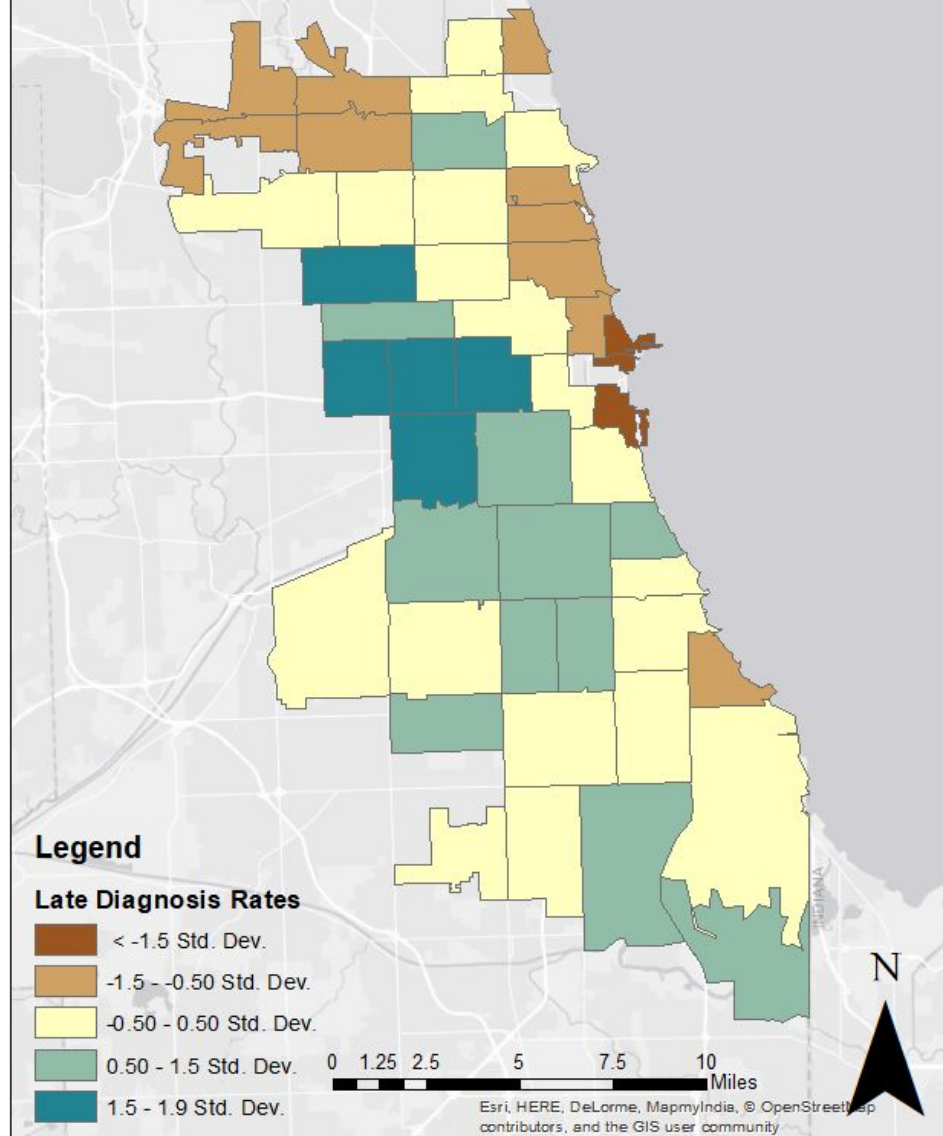 INDIANA
Legend
Late Diagnosis Rates
< -1.5 Std. Dev.
-1.5 - -0.50 Std. Dev.
-0.50 - 0.50 Std. Dev.
0.50 - 1.5 Std. Dev.
1.5 - 1.9 Std. Dev.
N
0 1.25 2.5 5 7.5 10
Miles
Esri, HERE, DeLorme, MapmyIndia, © OpenStreetMap
contributors, and the GIS user community